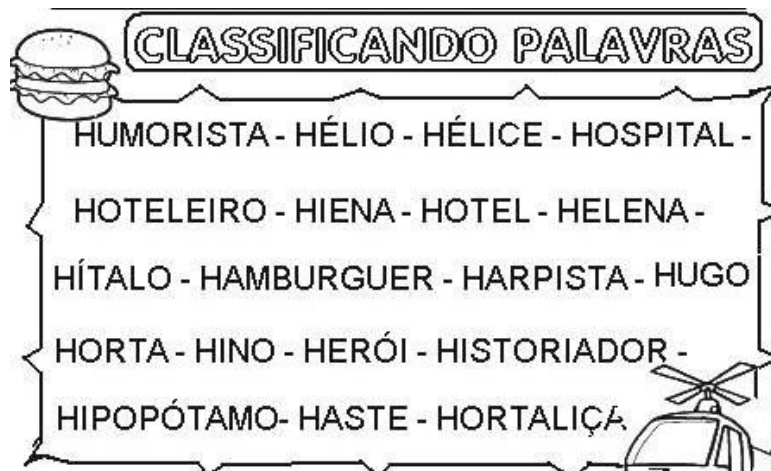 CLASSIFICANDO PALAVRAS
HUMORISTA - HÉLIO - HÉLICE - HOSPITAL -
HOTELEIRO - HIENA - HOTEL - HELENA -
HÍTALO - HAMBURGUER - HARPISTA - HUGO
HORTA - HINO - HERÓI - HISTORIADOR -
HIPOPÓTAMO- HASTE - HORTALIÇA